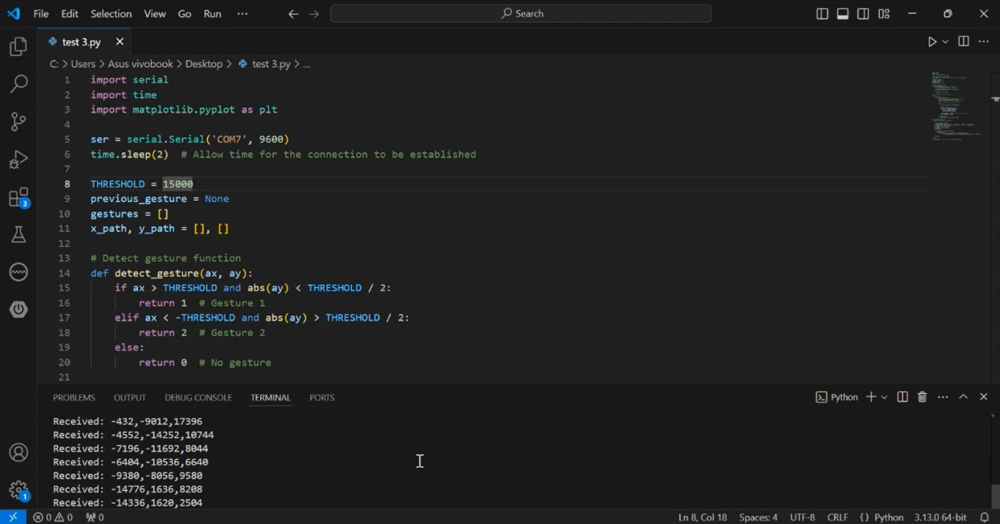 File Edit Selection View Go Run ··· Search
test 3.py
C: > Users > Asus vivobook > Desktop > test 3.py > ...
1 import serial
2 import time
3 import matplotlib.pyplot as plt
4
5 ser = serial.Serial('COM7', 9600)
6 time.sleep(2)  # Allow time for the connection to be established
7
8 THRESHOLD = 15000
9 previous_gesture = None
10 gestures = []
11 x_path, y_path = [], []
12
13 # Detect gesture function
14 def detect_gesture(ax, ay):
15     if ax > THRESHOLD and abs(ay) < THRESHOLD / 2:
16         return 1  # Gesture 1
17     elif ax < -THRESHOLD and abs(ay) > THRESHOLD / 2:
18         return 2  # Gesture 2
19     else:
20         return 0  # No gesture
21
3
PROBLEMS OUTPUT DEBUG CONSOLE TERMINAL PORTS Python
Received: -432,-9012,17396
Received: -4552,-14252,10744
Received: -7196,-11692,8044
Received: -6404,-10536,6640
Received: -9380,-8056,9580
Received: -14776,1636,8208
Received: -14336,1620,2504
1
0 0 0 Ln 8, Col 18 Spaces: 4 UTF-8 CRLF {} Python 3.13.0 64-bit